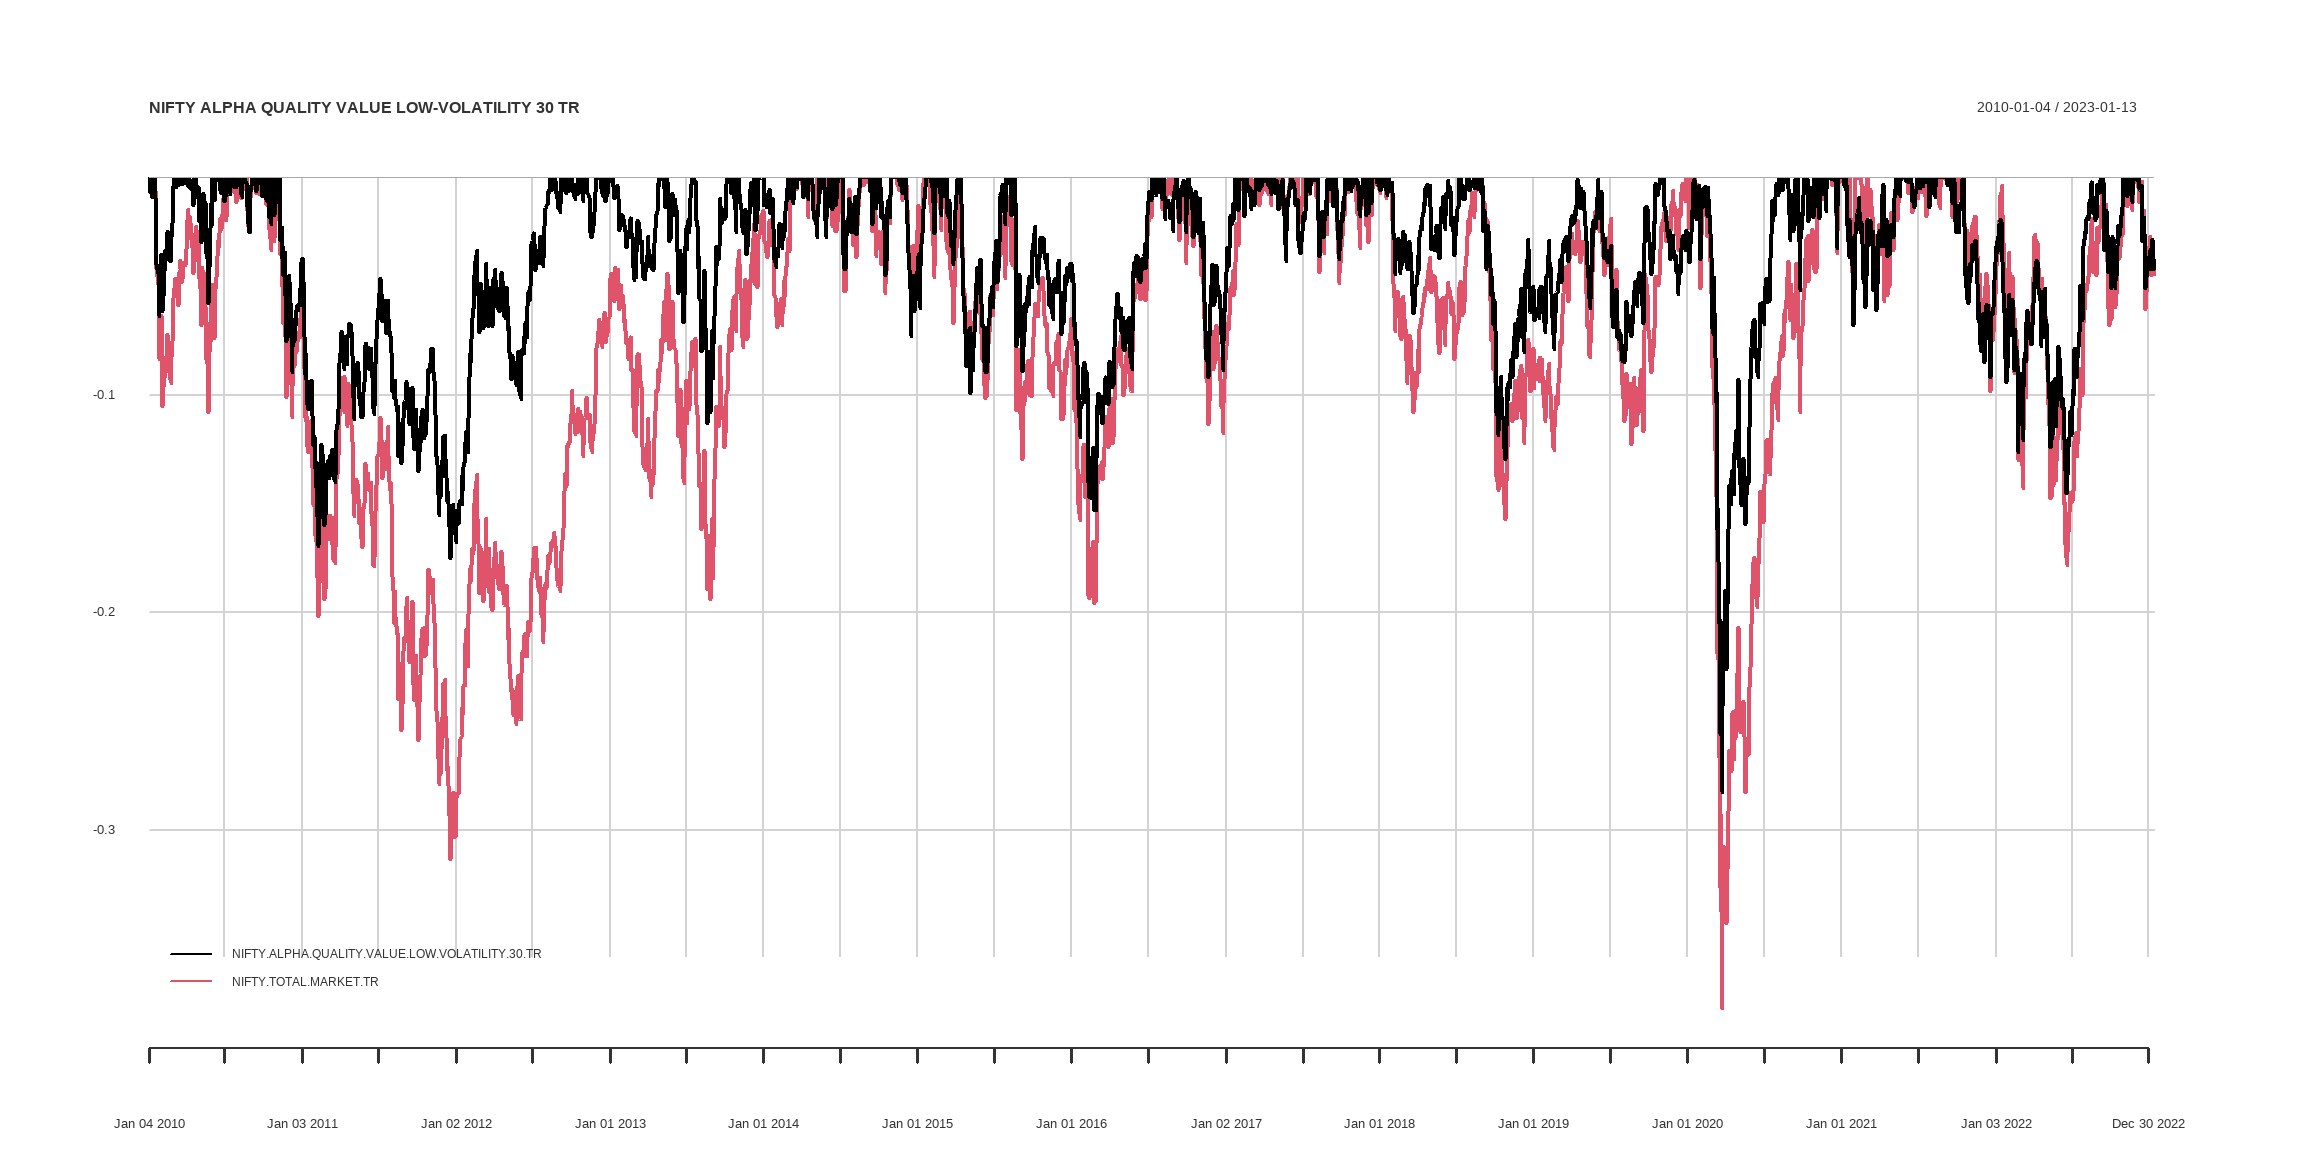 NIFTY ALPHA QUALITY VALUE LOW-VOLATILITY 30 TR
2010-01-04 / 2023-01-13
-0.1
-0.2
-0.3
NIFTY.ALPHA.QUALITY.VALUE.LOW.VOLATILITY.30.TR
NIFTY.TOTAL.MARKET.TR
Jan 04 2010 Jan 03 2011 Jan 02 2012 Jan 01 2013 Jan 01 2014 Jan 01 2015 Jan 01 2016 Jan 02 2017 Jan 01 2018 Jan 01 2019 Jan 01 2020 Jan 01 2021 Jan 03 2022 Dec 30 2022